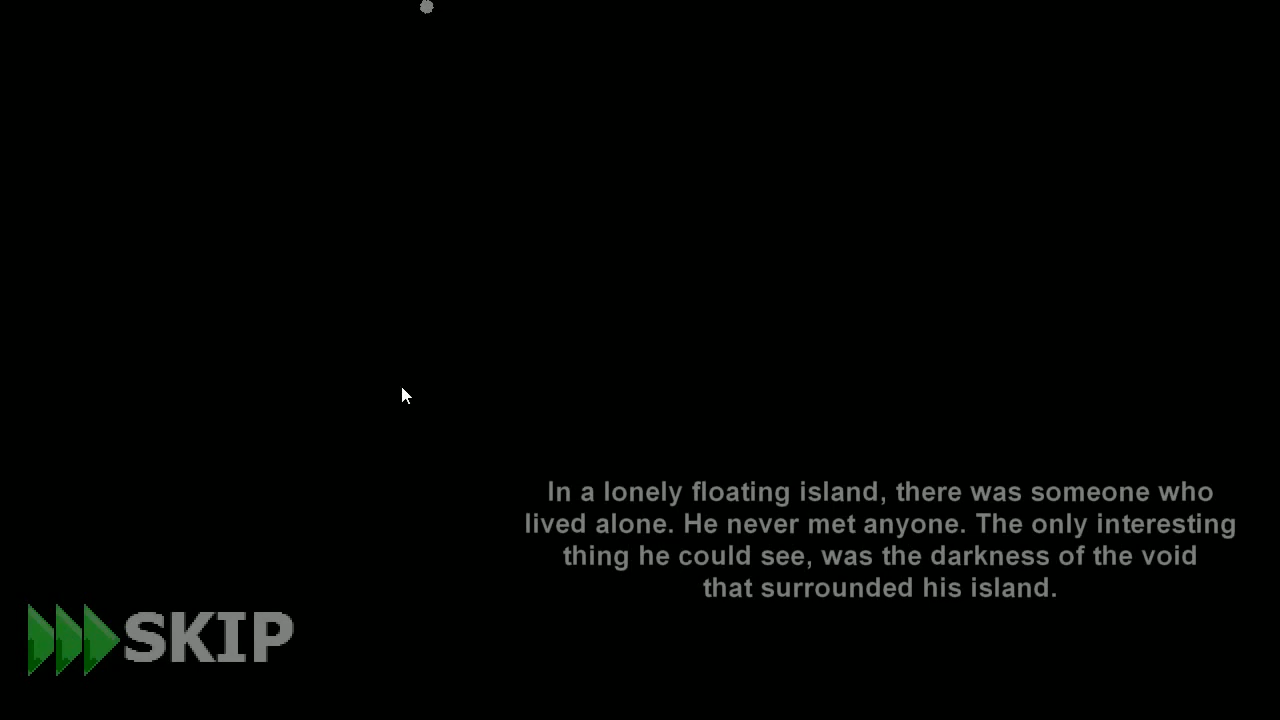 In a lonely floating island, there was someone who
lived alone. He never met anyone. The only interesting
thing he could see, was the darkness of the void
that surrounded his island.
SKIP